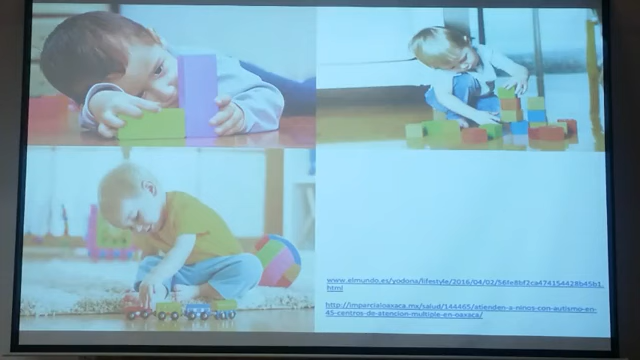 www.elmundo.es/yodona/lifestyle/2016/04/02/56fe8bf2ca474154428b45b1.
html
http://imparcialoaxaca.mx/salud/144465/atienden-a-ninos-con-autismo-en-
45-centros-de-atencion-multiple-en-oaxaca/